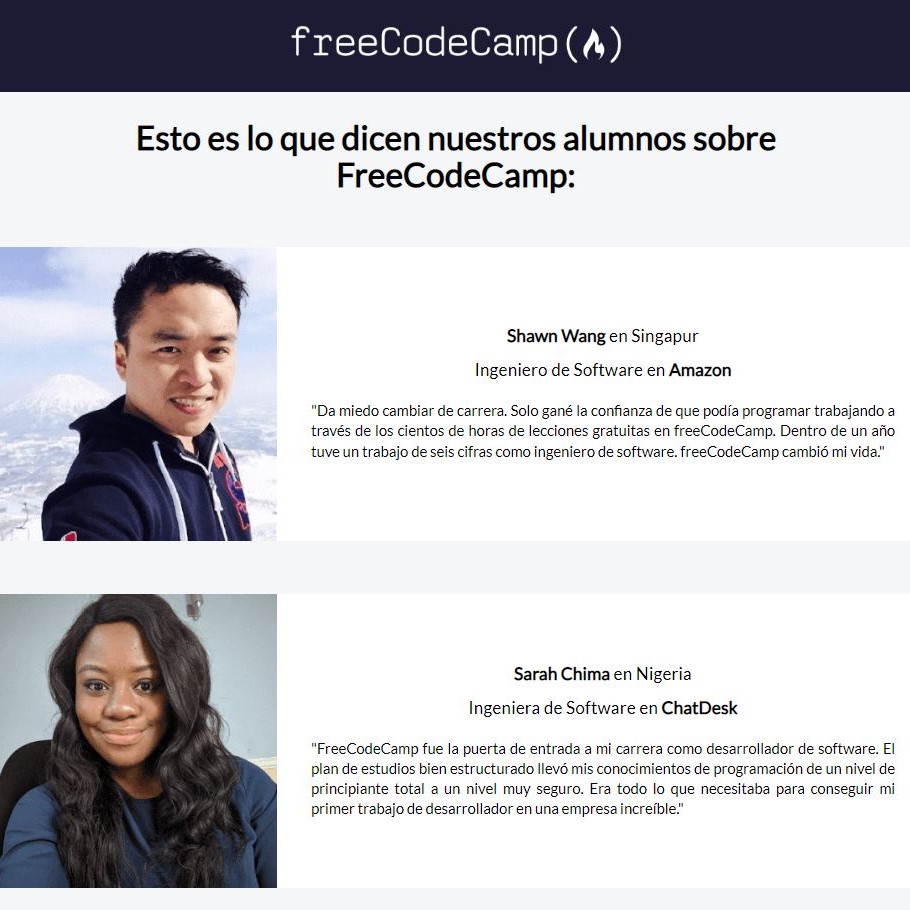 freeCodeCamp
Esto es lo que dicen nuestros alumnos sobre
FreeCodeCamp:
Shawn Wang en Singapur
Ingeniero de Software en Amazon
"Da miedo cambiar de carrera. Solo gané la confianza de que podía programar trabajando a
través de los cientos de horas de lecciones gratuitas en freeCodeCamp. Dentro de un año
tuve un trabajo de seis cifras como ingeniero de software. freeCodeCamp cambió mi vida."
Sarah Chima en Nigeria
Ingeniera de Software en ChatDesk
"FreeCodeCamp fue la puerta de entrada a mi carrera como desarrollador de software. El
plan de estudios bien estructurado llevó mis conocimientos de programación de un nivel de
principiante total a un nivel muy seguro. Era todo lo que necesitaba para conseguir mi
primer trabajo de desarrollador en una empresa increíble."